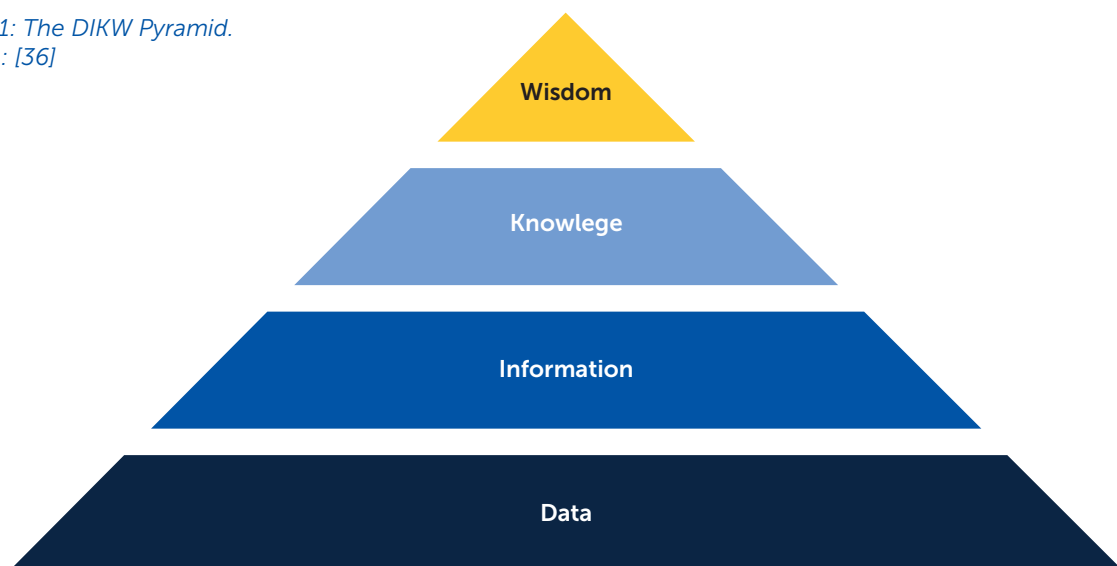 1: The DIKW Pyramid.
: [36]
Wisdom
Knowlege
Information
Data